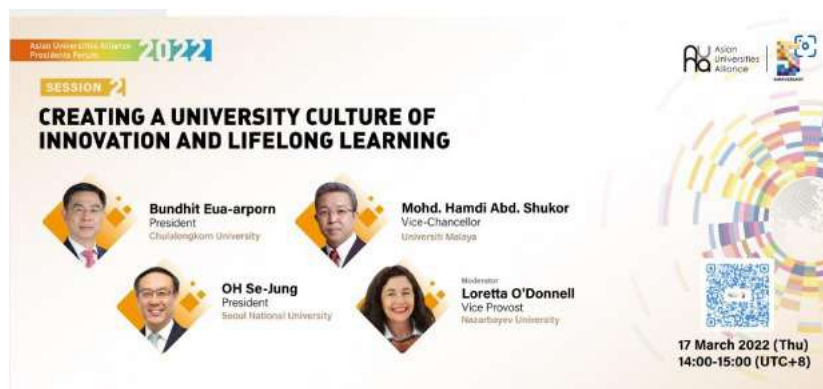 Asian Universities Alliance
Presidents Forum
2022
Asian
Universities
Alliance
ANNIVERSARY
SESSION 2
CREATING A UNIVERSITY CULTURE OF
INNOVATION AND LIFELONG LEARNING
Bundhit Eua-arporn
President
Chulalongkorn University
Mohd. Hamdi Abd. Shukor
Vice-Chancellor
Universiti Malaya
OH Se-Jung
President
Seoul National University
Moderator
Loretta O'Donnell
Vice Provost
Nazarbayev University
17 March 2022 (Thu)
14:00-15:00 (UTC+8)